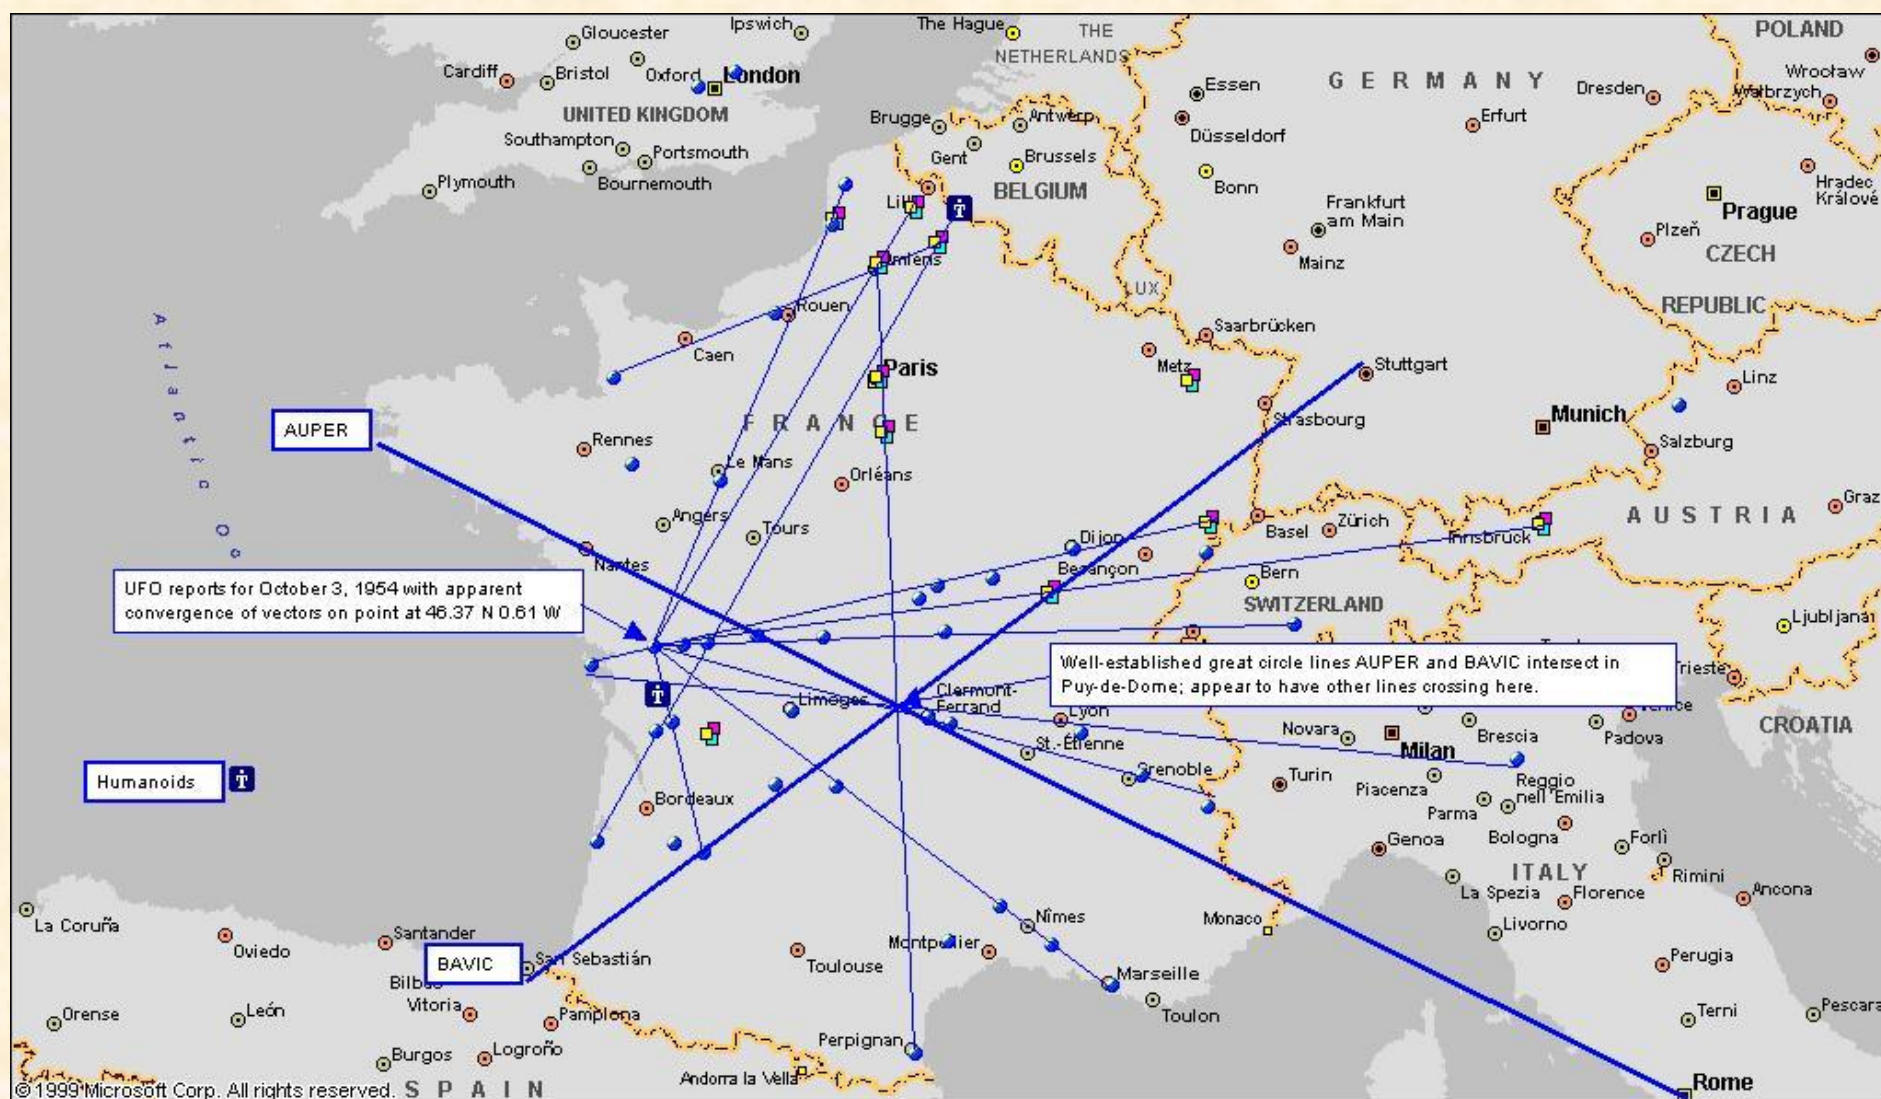 Gloucester
Ipswich
The Hague
THE
NETHERLANDS
POLAND
Cardiff
Bristol
Oxford
London
Essen
GERMANY
Dresden
Wrocław
Wałbrzych
UNITED KINGDOM
Brugge
Antwerp
Düsseldorf
Erfurt
Southampton
Portsmouth
Gent
Brussels
Plymouth
Bournemouth
BELGIUM
Bonn
Hradec
Králové
Frankfurt
am Main
Prague
Plzeň
CZECH
REPUBLIC
Mainz
LUX
Rouen
Caen
Saarbrücken
Metz
Paris
Stuttgart
Linz
Atlantic Oc
AUPER
FRANCE
Strasbourg
Munich
Salzburg
Rennes
Le Mans
Orléans
Graz
Angers
Tours
Dijon
Basel
Zürich
Innsbruck
AUSTRIA
Nantes
Besançon
Bern
UFO reports for October 3, 1954 with apparent
convergence of vectors on point at 46.37 N 0.61 W
SWITZERLAND
Ljubljana
Well-established great circle lines AUPER and BAVIC intersect in
Puy-de-Dome; appear to have other lines crossing here.
Limoges
Clermont-
Ferrand
Lyon
CROATIA
St.-Étienne
Novara
Milan
Brescia
Padova
Grenoble
Turin
Piacenza
Reggio
nell'Emilia
Humanoids
Bordeaux
Parma
Bologna
Genoa
Forlì
ITALY
Rimini
La Spezia
Florence
Ancona
La Coruña
Oviedo
Santander
Nîmes
Monaco
Livorno
BAVIC
San Sebastián
Toulouse
Montpellier
Perugia
Marseille
Vitoria
Orense
León
Pamplona
Toulon
Terni
Pescara
Perpignan
Burgos
Logroño
Andorra la Vella
© 1999 Microsoft Corp. All rights reserved.
SPAIN
Rome